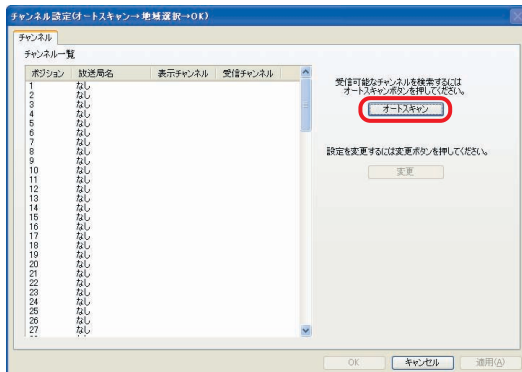 チャンネル設定(オートスキャン→地域選択→OK)
チャンネル
チャンネル一覧
ポジション 放送局名 表示チャンネル 受信チャンネル
1 なし
2 なし
3 なし
4 なし
5 なし
6 なし
7 なし
8 なし
9 なし
10 なし
11 なし
12 なし
13 なし
14 なし
15 なし
16 なし
17 なし
18 なし
19 なし
20 なし
21 なし
22 なし
23 なし
24 なし
25 なし
26 なし
27 なし
受信可能なチャンネルを検索するには
オートスキャンボタンを押してください。
オートスキャン
設定を変更するには変更ボタンを押してください。
変更
OK キャンセル 適用(A)